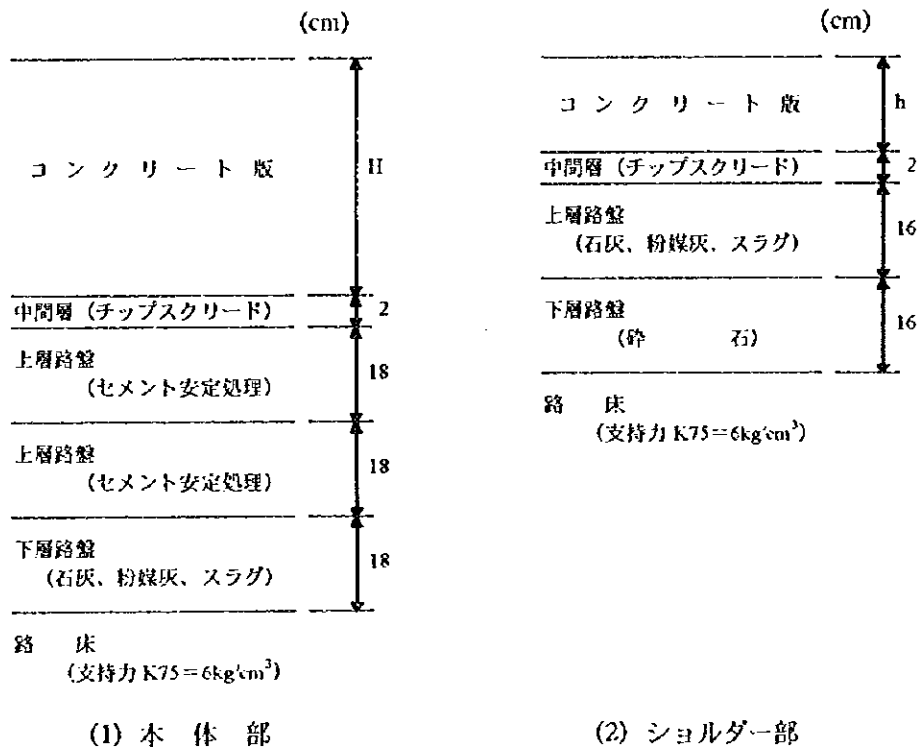 (cm)
コンクリート版
H
中間層（チップスクリード）
2
上層路盤
（セメント安定処理）
18
上層路盤
（セメント安定処理）
18
下層路盤
（石灰、粉媒灰、スラグ）
18
路　床
（支持力 K75＝6kg/cm³）
(1) 本　体　部
(cm)
コンクリート版
h
中間層（チップスクリード）
2
上層路盤
（石灰、粉媒灰、スラグ）
16
下層路盤
（砕　　石）
16
路　床
（支持力 K75＝6kg/cm³）
(2) ショルダー部